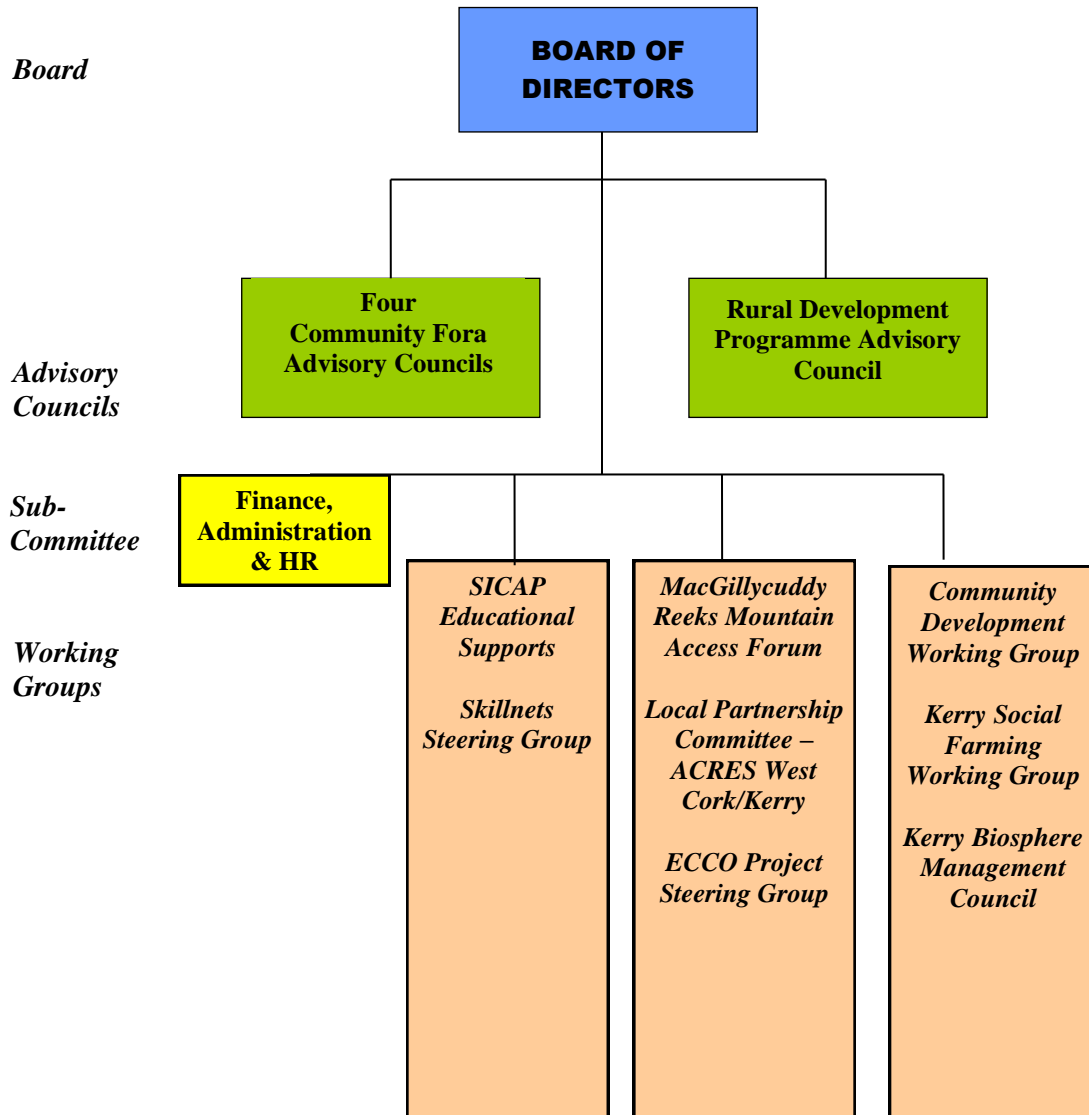 Board
BOARD OF
DIRECTORS
Advisory
Councils
Four
Community Fora
Advisory Councils
Rural Development
Programme Advisory
Council
Sub-
Committee
Finance,
Administration
& HR
Working
Groups
SICAP
Educational
Supports
Skillnets
Steering Group
MacGillycuddy
Reeks Mountain
Access Forum
Local Partnership
Committee –
ACRES West
Cork/Kerry
ECCO Project
Steering Group
Community
Development
Working Group
Kerry Social
Farming
Working Group
Kerry Biosphere
Management
Council